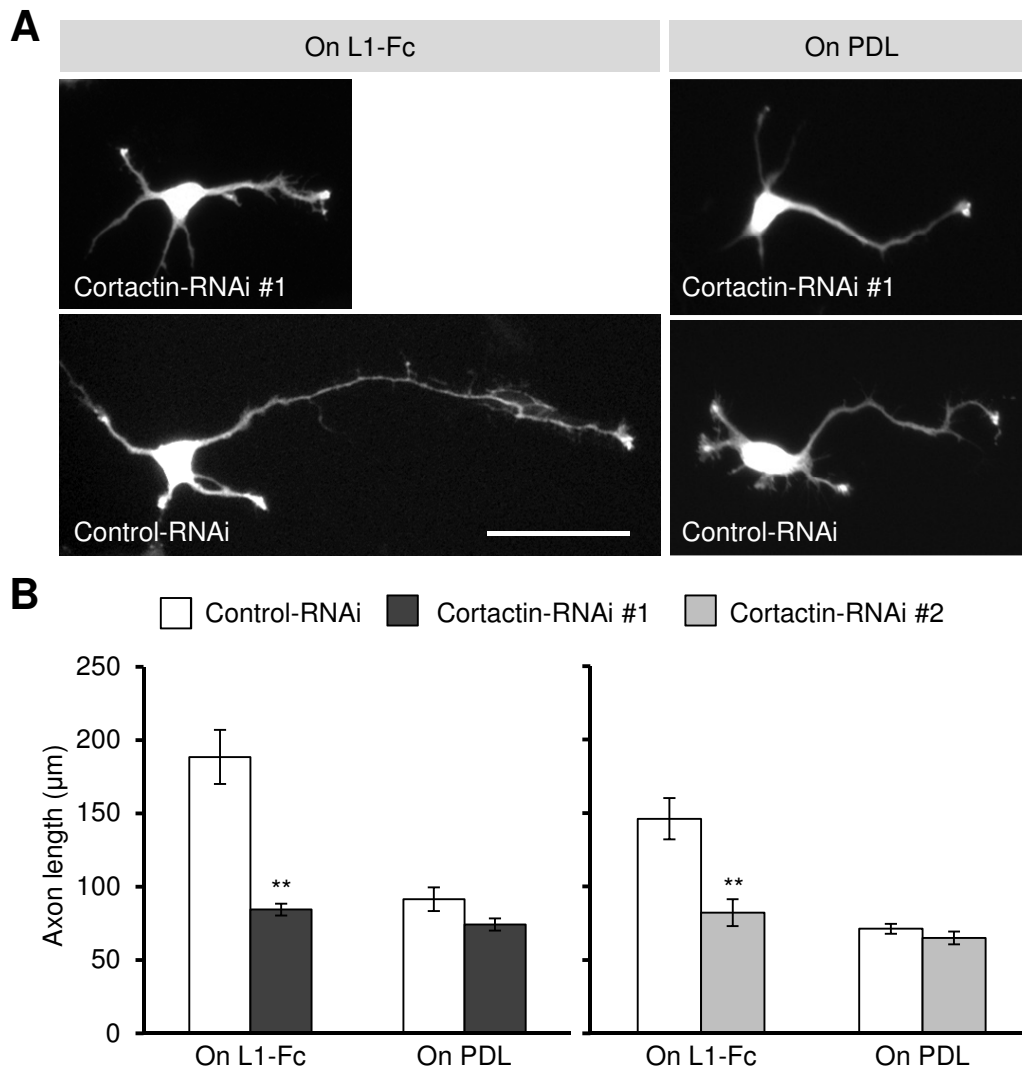 A
On L1-Fc
On PDL
Cortactin-RNAi #1
Cortactin-RNAi #1
Control-RNAi
Control-RNAi
B
Control-RNAi
Cortactin-RNAi #1
Cortactin-RNAi #2
Axon length (µm)
250
200
150
100
50
0
**
**
On L1-Fc
On PDL
On L1-Fc
On PDL